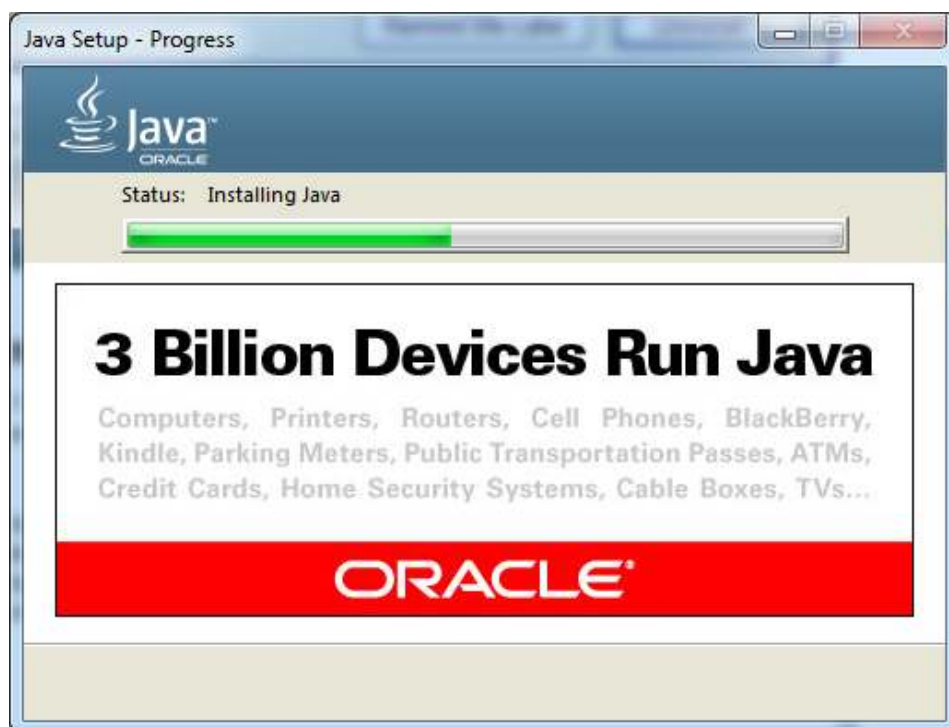 Java Setup - Progress
Java™
ORACLE
Status: Installing Java
3 Billion Devices Run Java
Computers, Printers, Routers, Cell Phones, BlackBerry,
Kindle, Parking Meters, Public Transportation Passes, ATMs,
Credit Cards, Home Security Systems, Cable Boxes, TVs...
ORACLE®